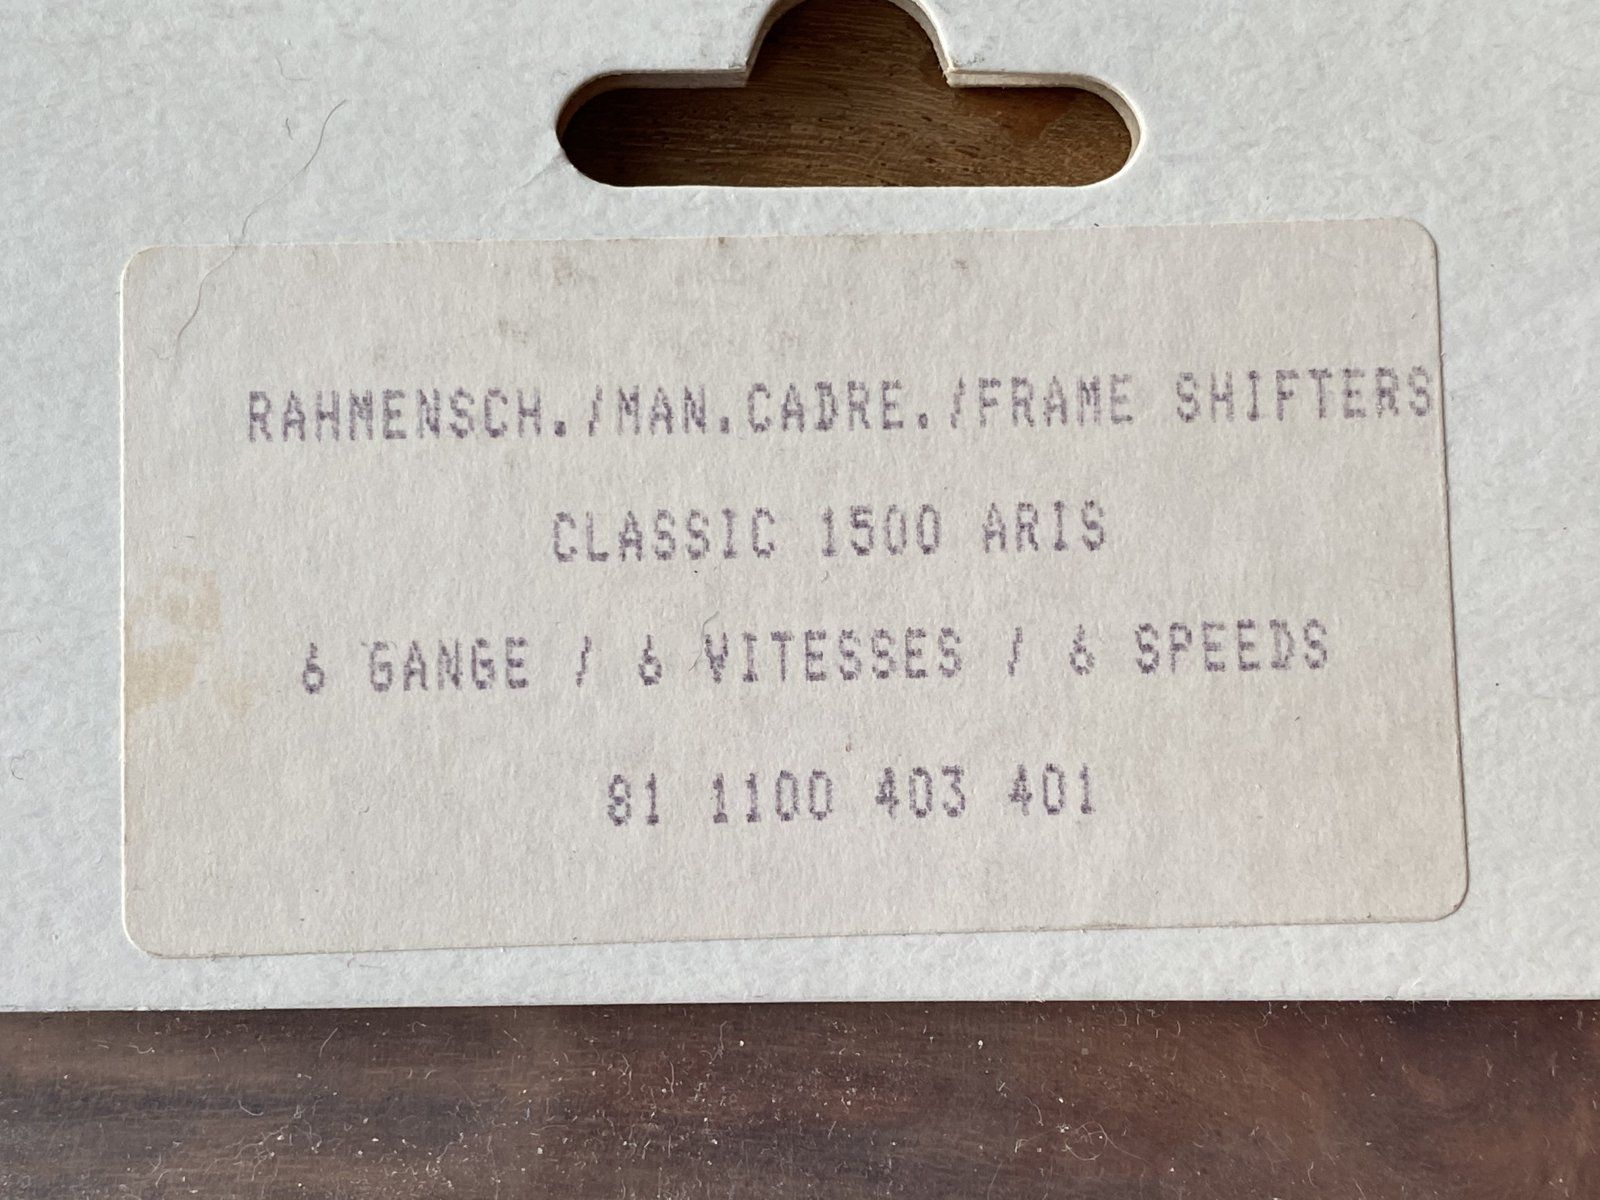 RAHMENSCH./MAN.CADRE./FRAME SHIFTERS
CLASSIC 1500 ARIS
6 GANGE / 6 VITESSES / 6 SPEEDS
81 1100 403 401